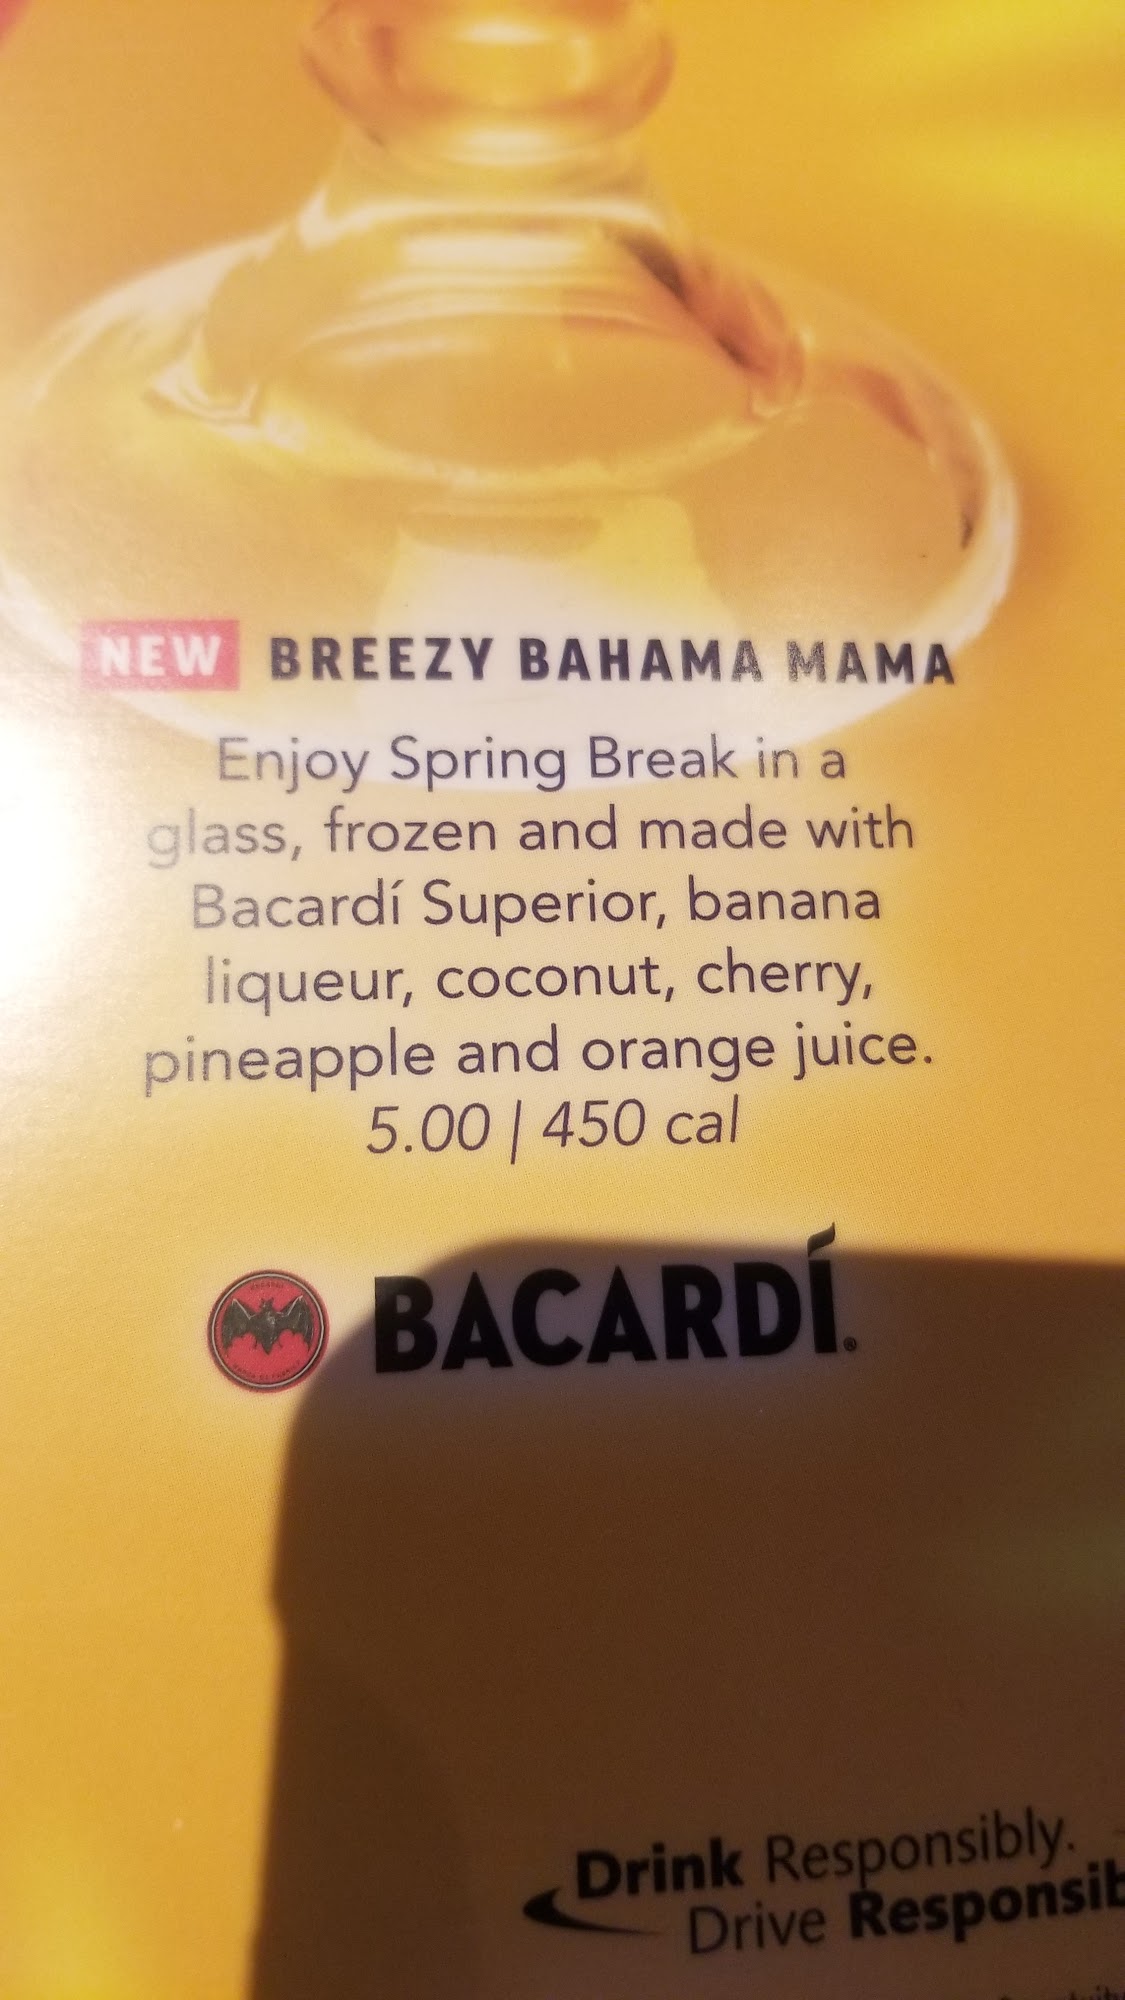 NEW BREEZY BAHAMA MAMA
Enjoy Spring Break in a
glass, frozen and made with
Bacardí Superior, banana
liqueur, coconut, cherry,
pineapple and orange juice.
5.00 | 450 cal
BACARDÍ®
Drink Responsibly.
Drive Responsib